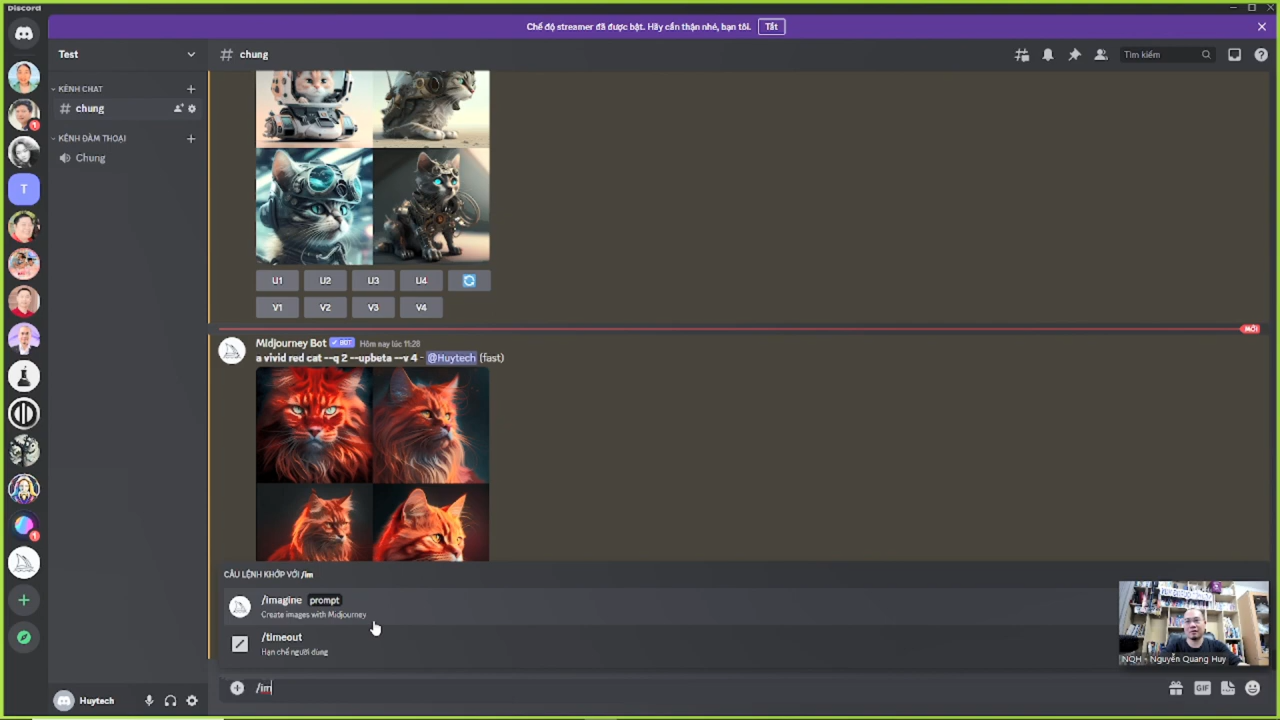 Discord
Chế độ streamer đã được bật. Hãy cẩn thận nhé, bạn tôi.
Tắt
Test
chung
Tìm kiếm
KÊNH CHAT
chung
KÊNH ĐÀM THOẠI
Chung
T
1
1
U1 U2 U3 U4
V1 V2 V3 V4
MỚI
Midjourney Bot ✓ BOT Hôm nay lúc 11:28
a vivid red cat --q 2 --upbeta --v 4 - @Huytech (fast)
CÂU LỆNH KHỚP VỚI /im
/imagine prompt
Create images with Midjourney
/timeout
Hạn chế người dùng
/im
GIF
NQH - Nguyễn Quang Huy
Huytech